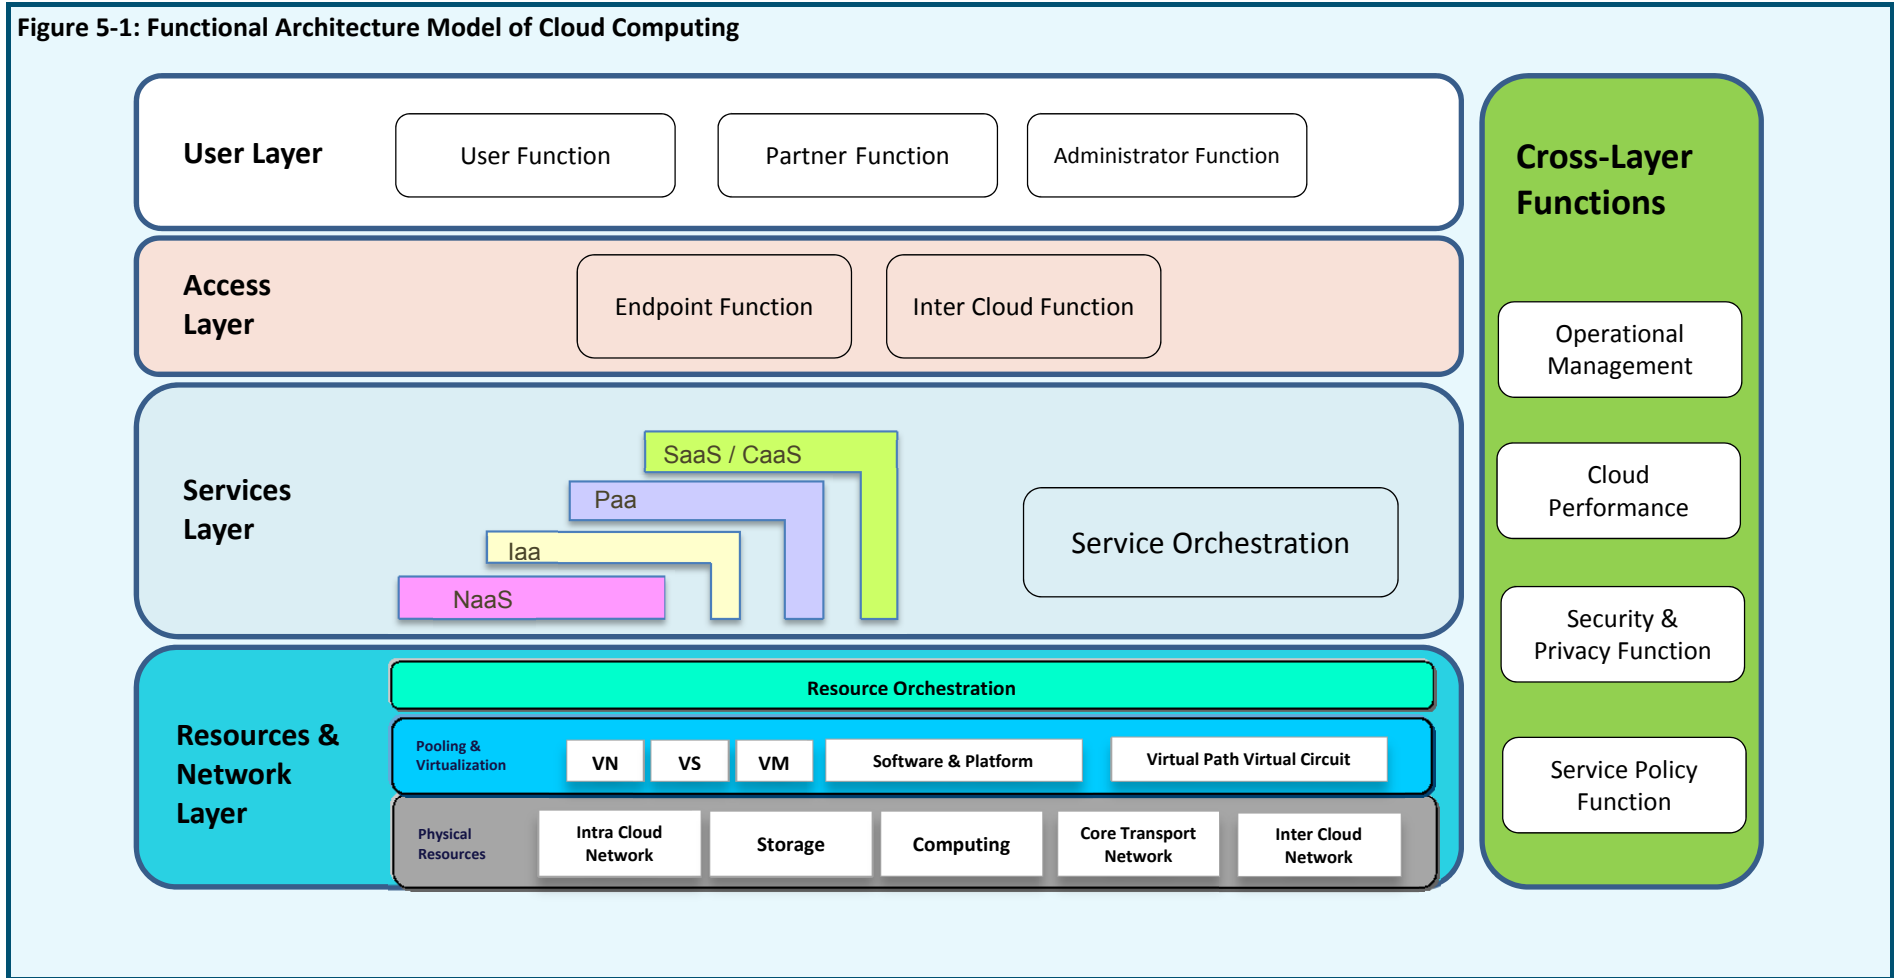 Figure 5-1: Functional Architecture Model of Cloud Computing
User Layer
User Function
Partner Function
Administrator Function
Access
Layer
Endpoint Function
Inter Cloud Function
Services
Layer
SaaS / CaaS
Paa
Iaa
NaaS
Service Orchestration
Resources &
Network
Layer
Resource Orchestration
Pooling &
Virtualization
VN
VS
VM
Software & Platform
Virtual Path Virtual Circuit
Physical
Resources
Intra Cloud
Network
Storage
Computing
Core Transport
Network
Inter Cloud
Network
Cross-Layer
Functions
Operational
Management
Cloud
Performance
Security &
Privacy Function
Service Policy
Function